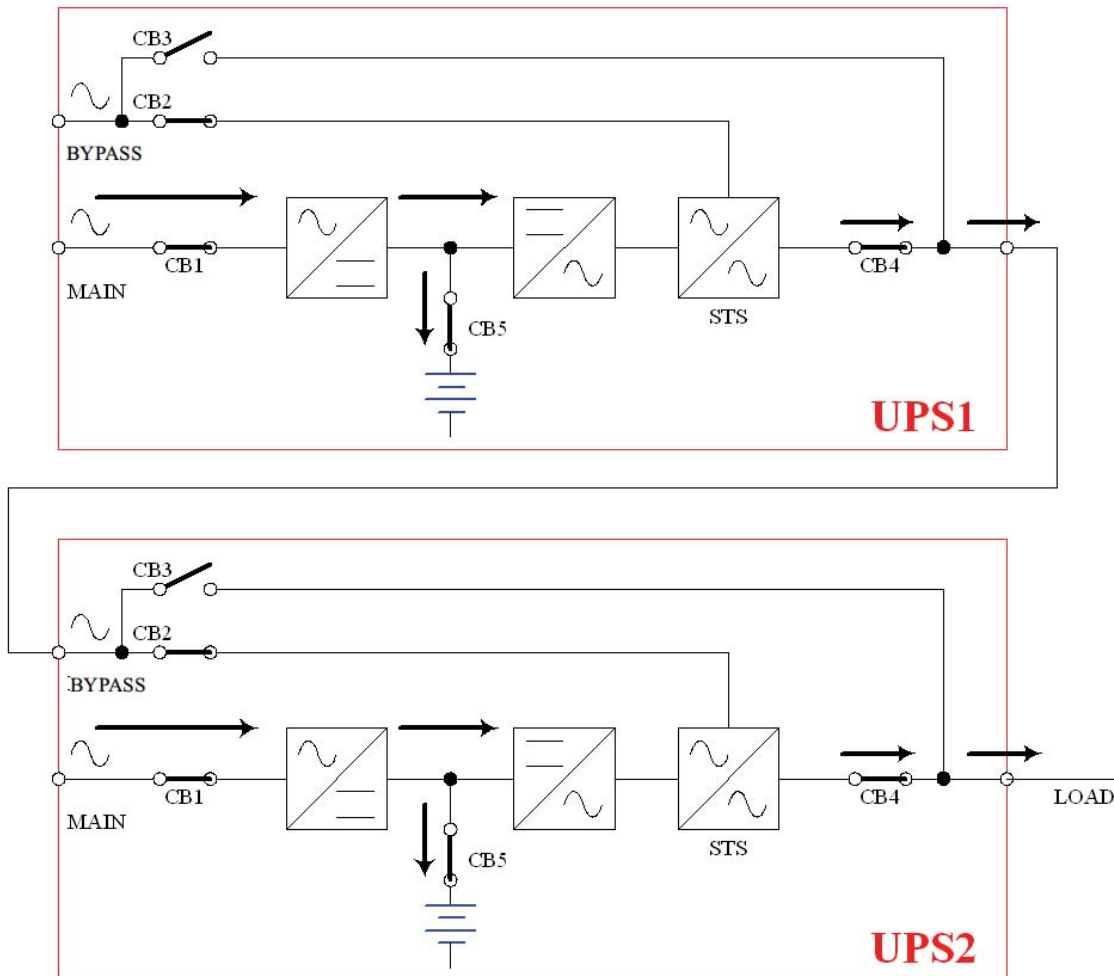 CB3
CB2
BYPASS
MAIN
CB1
CB5
STS
CB4
UPS1
CB3
CB2
BYPASS
MAIN
CB1
CB5
STS
CB4
LOAD
UPS2